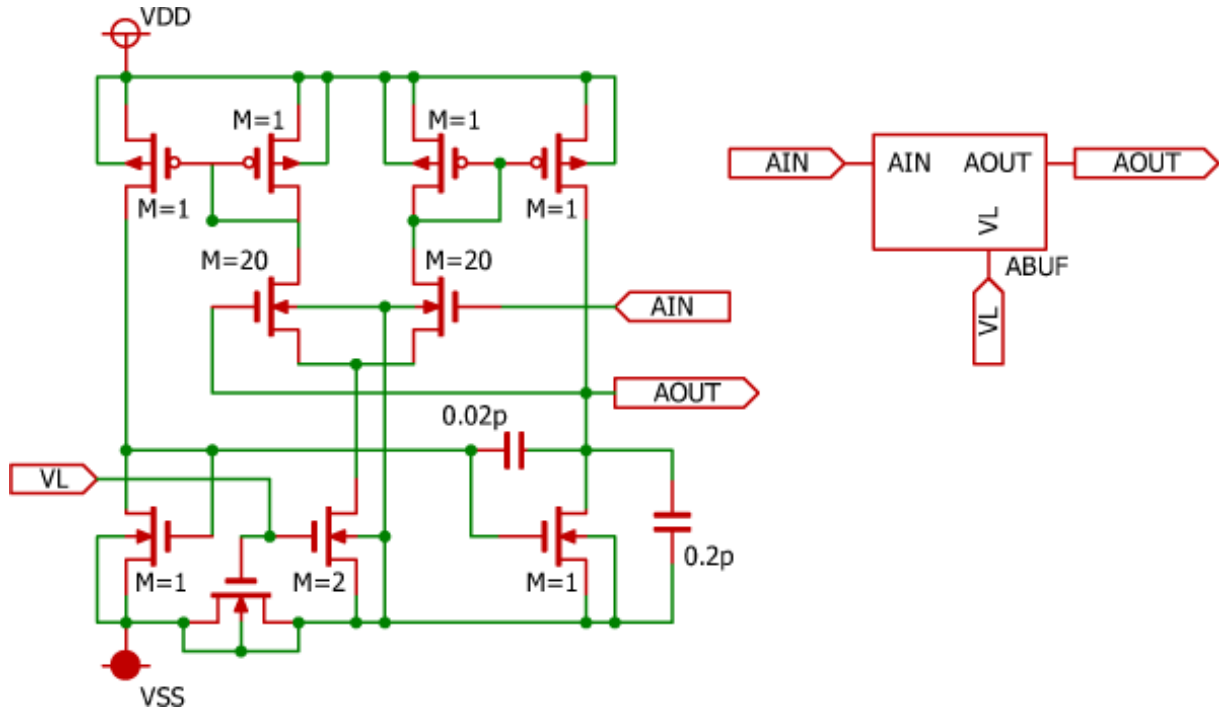 VDD
M=1
M=1
M=1
M=1
AIN
AIN
AOUT
AOUT
VL
ABUF
VL
M=20
M=20
AIN
AOUT
0.02p
VL
0.2p
M=1
M=2
M=1
VSS